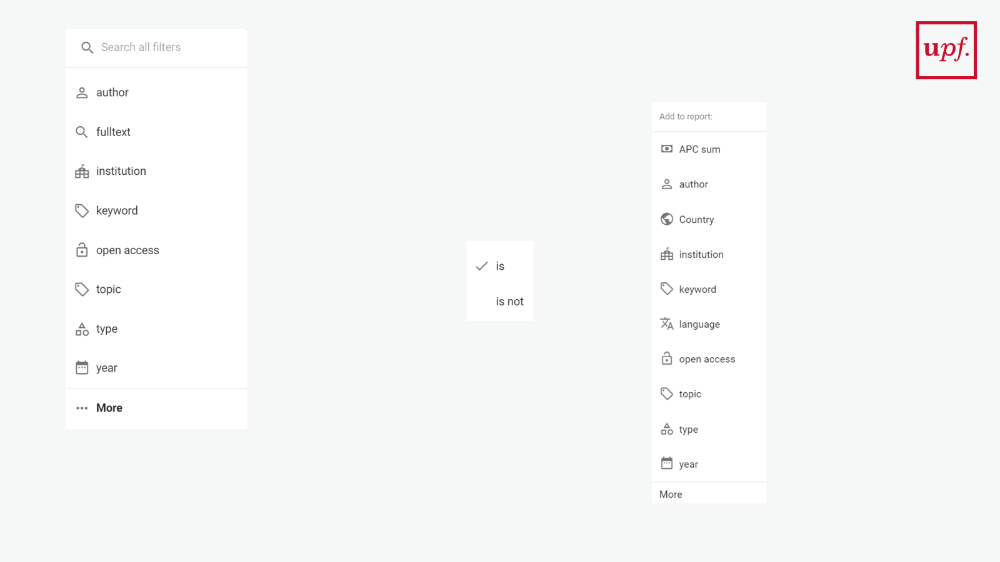 Search all filters
author
fulltext
institution
keyword
open access
topic
type
year
More
is
is not
upf.
Add to report:
APC sum
author
Country
institution
keyword
language
open access
topic
type
year
More